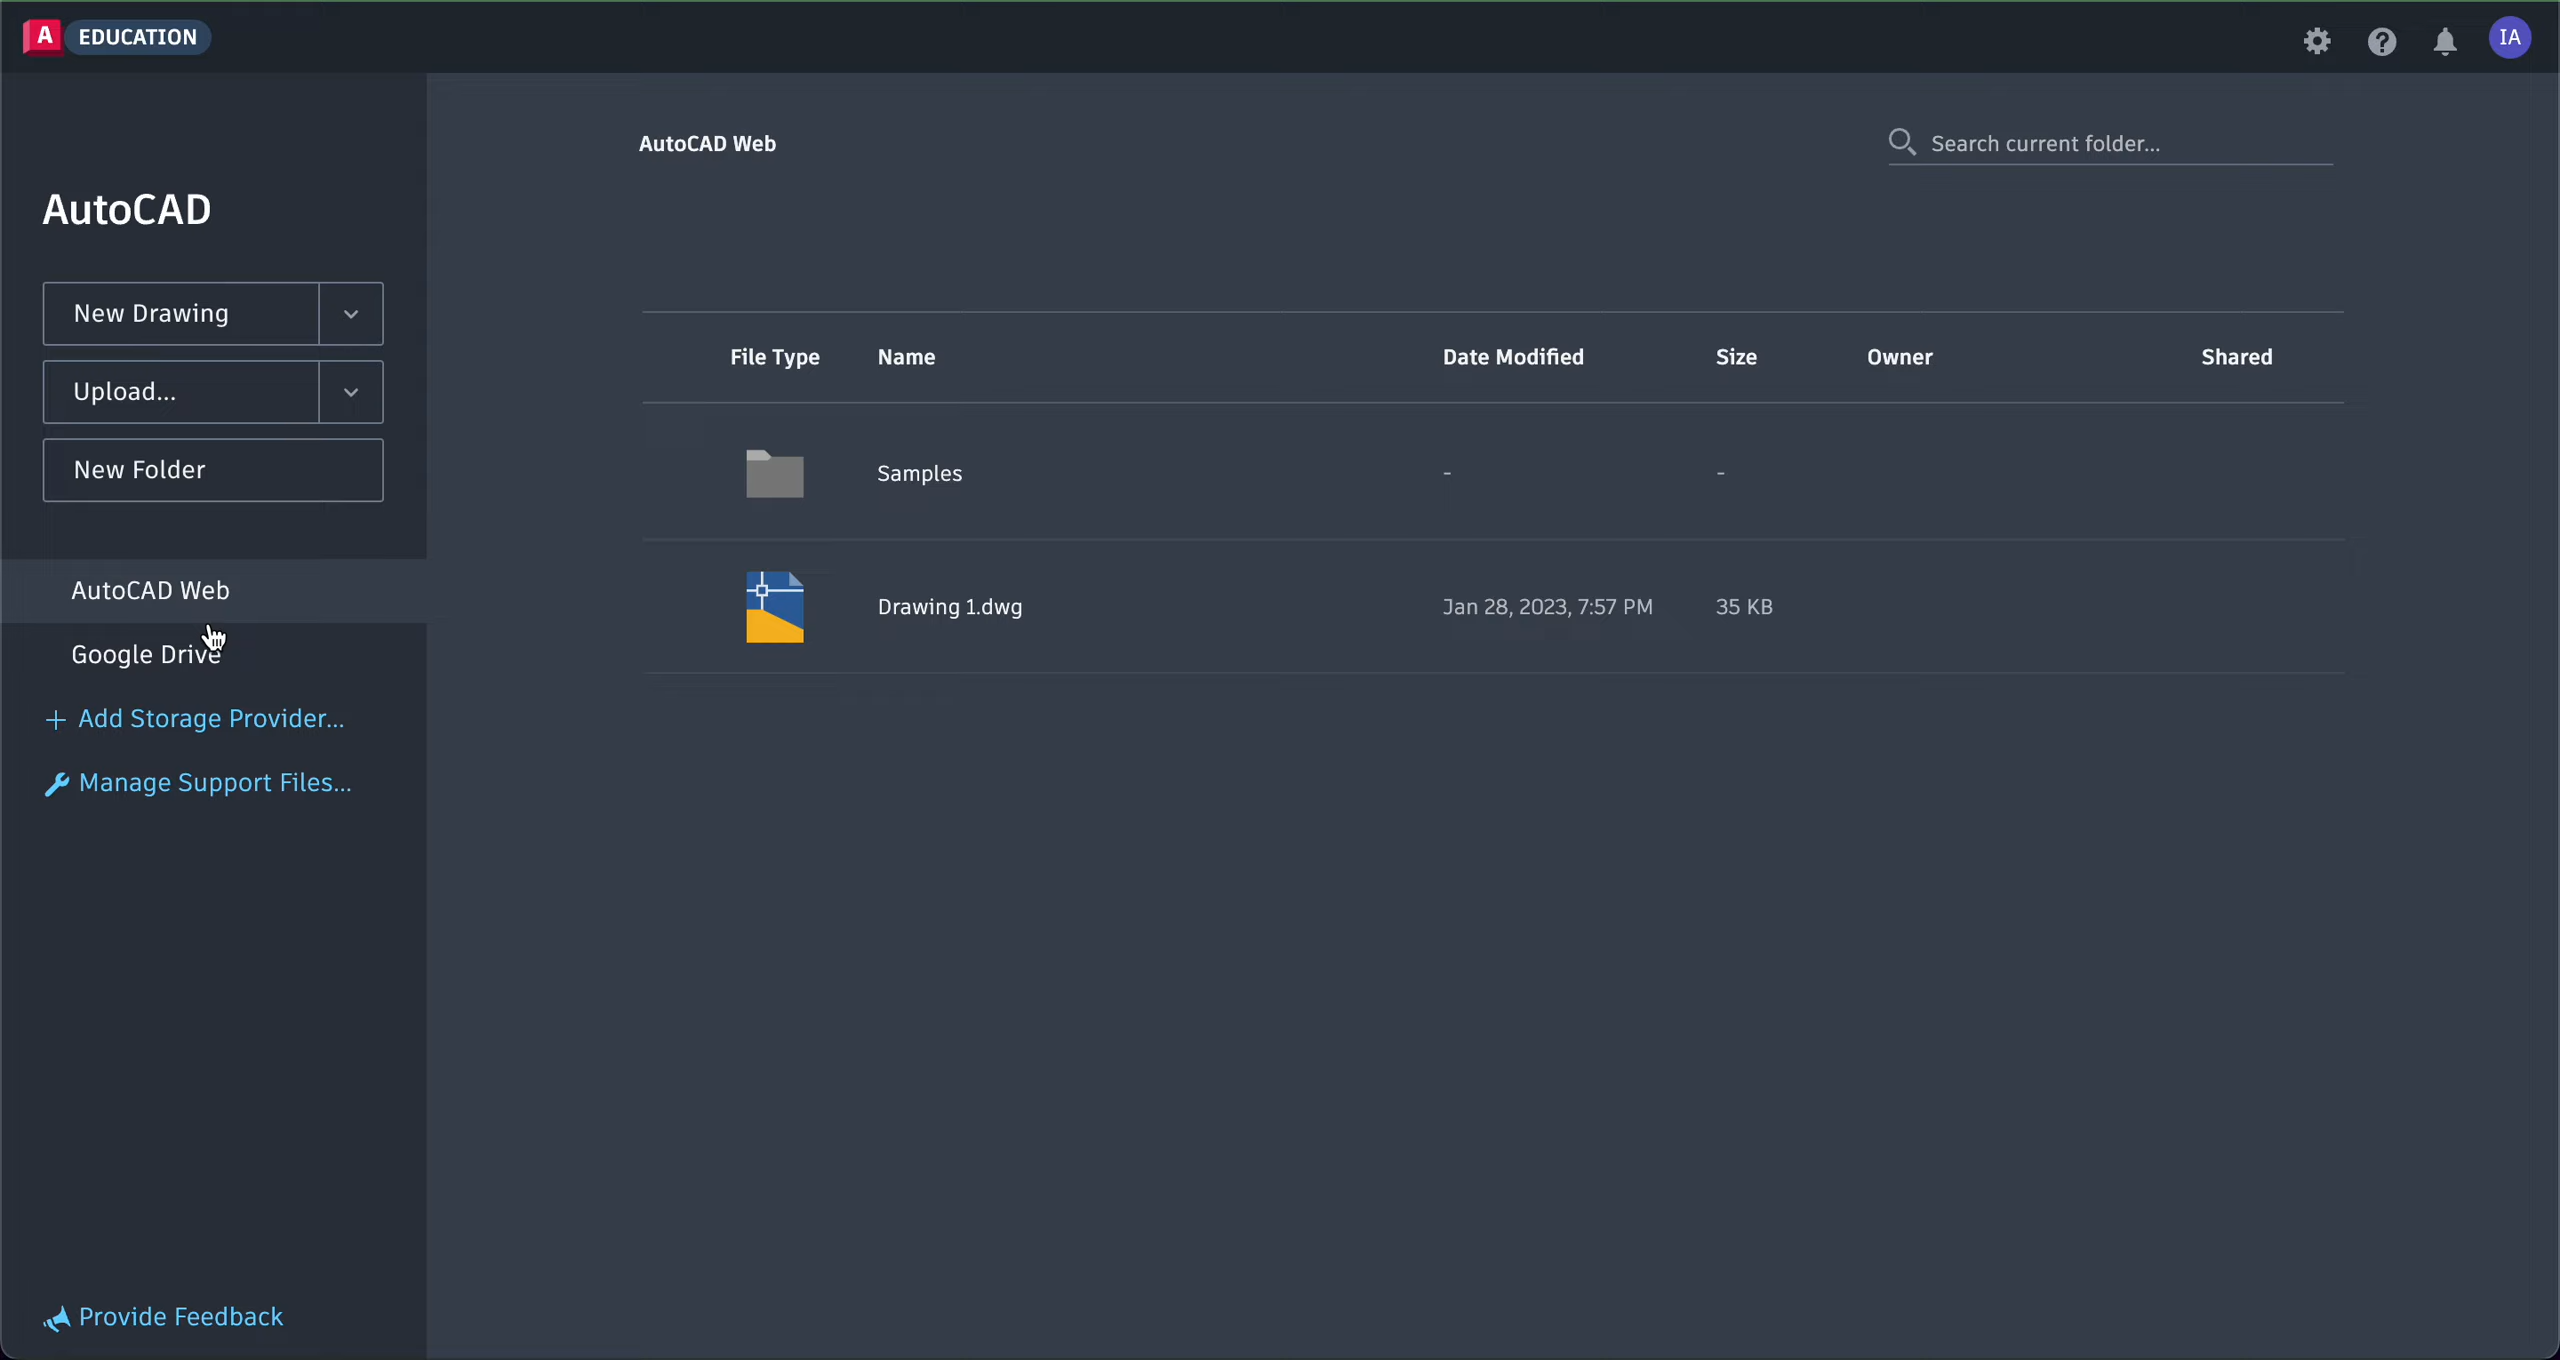 A EDUCATION
IA
AutoCAD Web
Search current folder...
AutoCAD
New Drawing
Upload...
New Folder
AutoCAD Web
Google Drive
Add Storage Provider...
Manage Support Files...
Provide Feedback
File Type Name Date Modified Size Owner Shared
Samples - -
Drawing 1.dwg Jan 28, 2023, 7:57 PM 35 KB